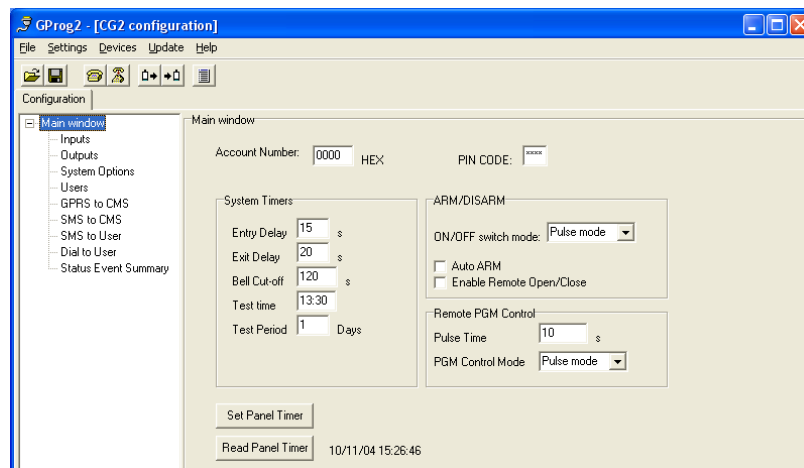 GProg2 - [CG2 configuration]
File Settings Devices Update Help
Configuration
Main window
Inputs
Outputs
System Options
Users
GPRS to CMS
SMS to CMS
SMS to User
Dial to User
Status Event Summary
Main window
Account Number: 0000 HEX
PIN CODE: ****
System Timers
Entry Delay 15 s
Exit Delay 20 s
Bell Cut-off 120 s
Test time 13:30
Test Period 1 Days
ARM/DISARM
ON/OFF switch mode: Pulse mode
Auto ARM
Enable Remote Open/Close
Remote PGM Control
Pulse Time 10 s
PGM Control Mode Pulse mode
Set Panel Timer
Read Panel Timer 10/11/04 15:26:46